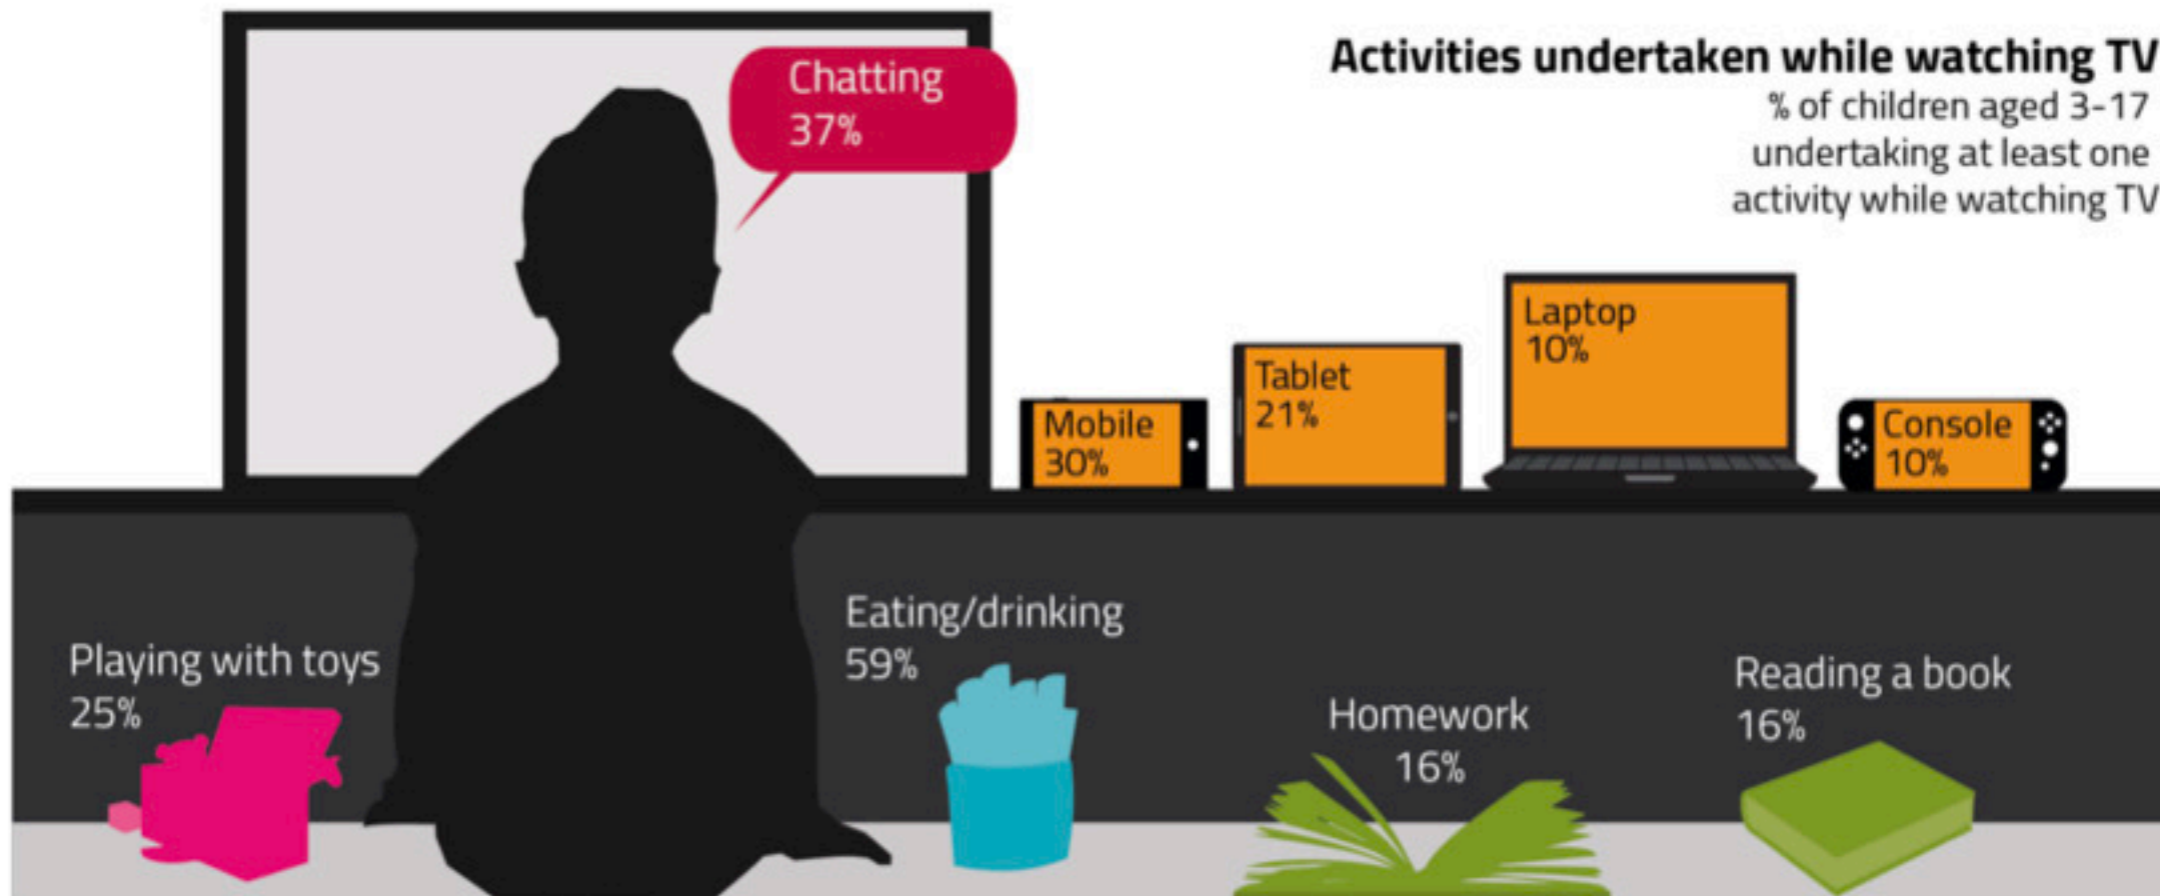 Activities undertaken while watching TV
% of children aged 3-17
undertaking at least one
activity while watching TV
Chatting
37%
Mobile
30%
Tablet
21%
Laptop
10%
Console
10%
Playing with toys
25%
Eating/drinking
59%
Homework
16%
Reading a book
16%